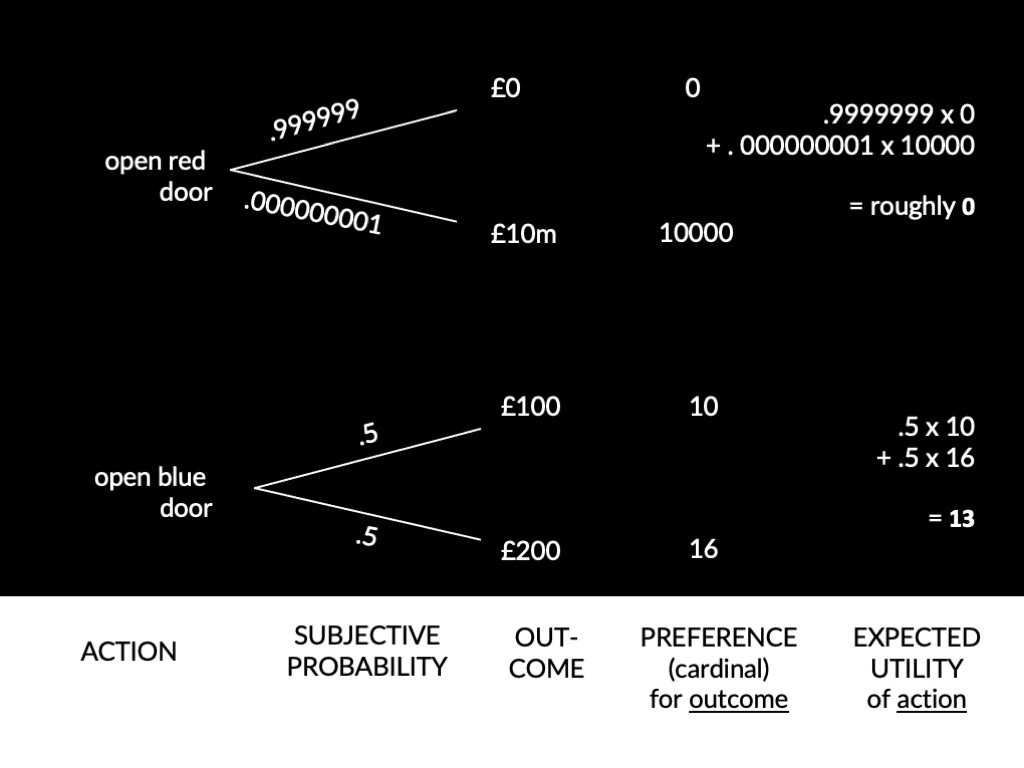 open red
door
.999999
.000000001
£0
0
£10m
10000
.9999999 x 0
+ . 000000001 x 10000
= roughly 0
open blue
door
.5
.5
£100
10
£200
16
.5 x 10
+ .5 x 16
= 13
ACTION
SUBJECTIVE
PROBABILITY
OUT-
COME
PREFERENCE
(cardinal)
for outcome
EXPECTED
UTILITY
of action